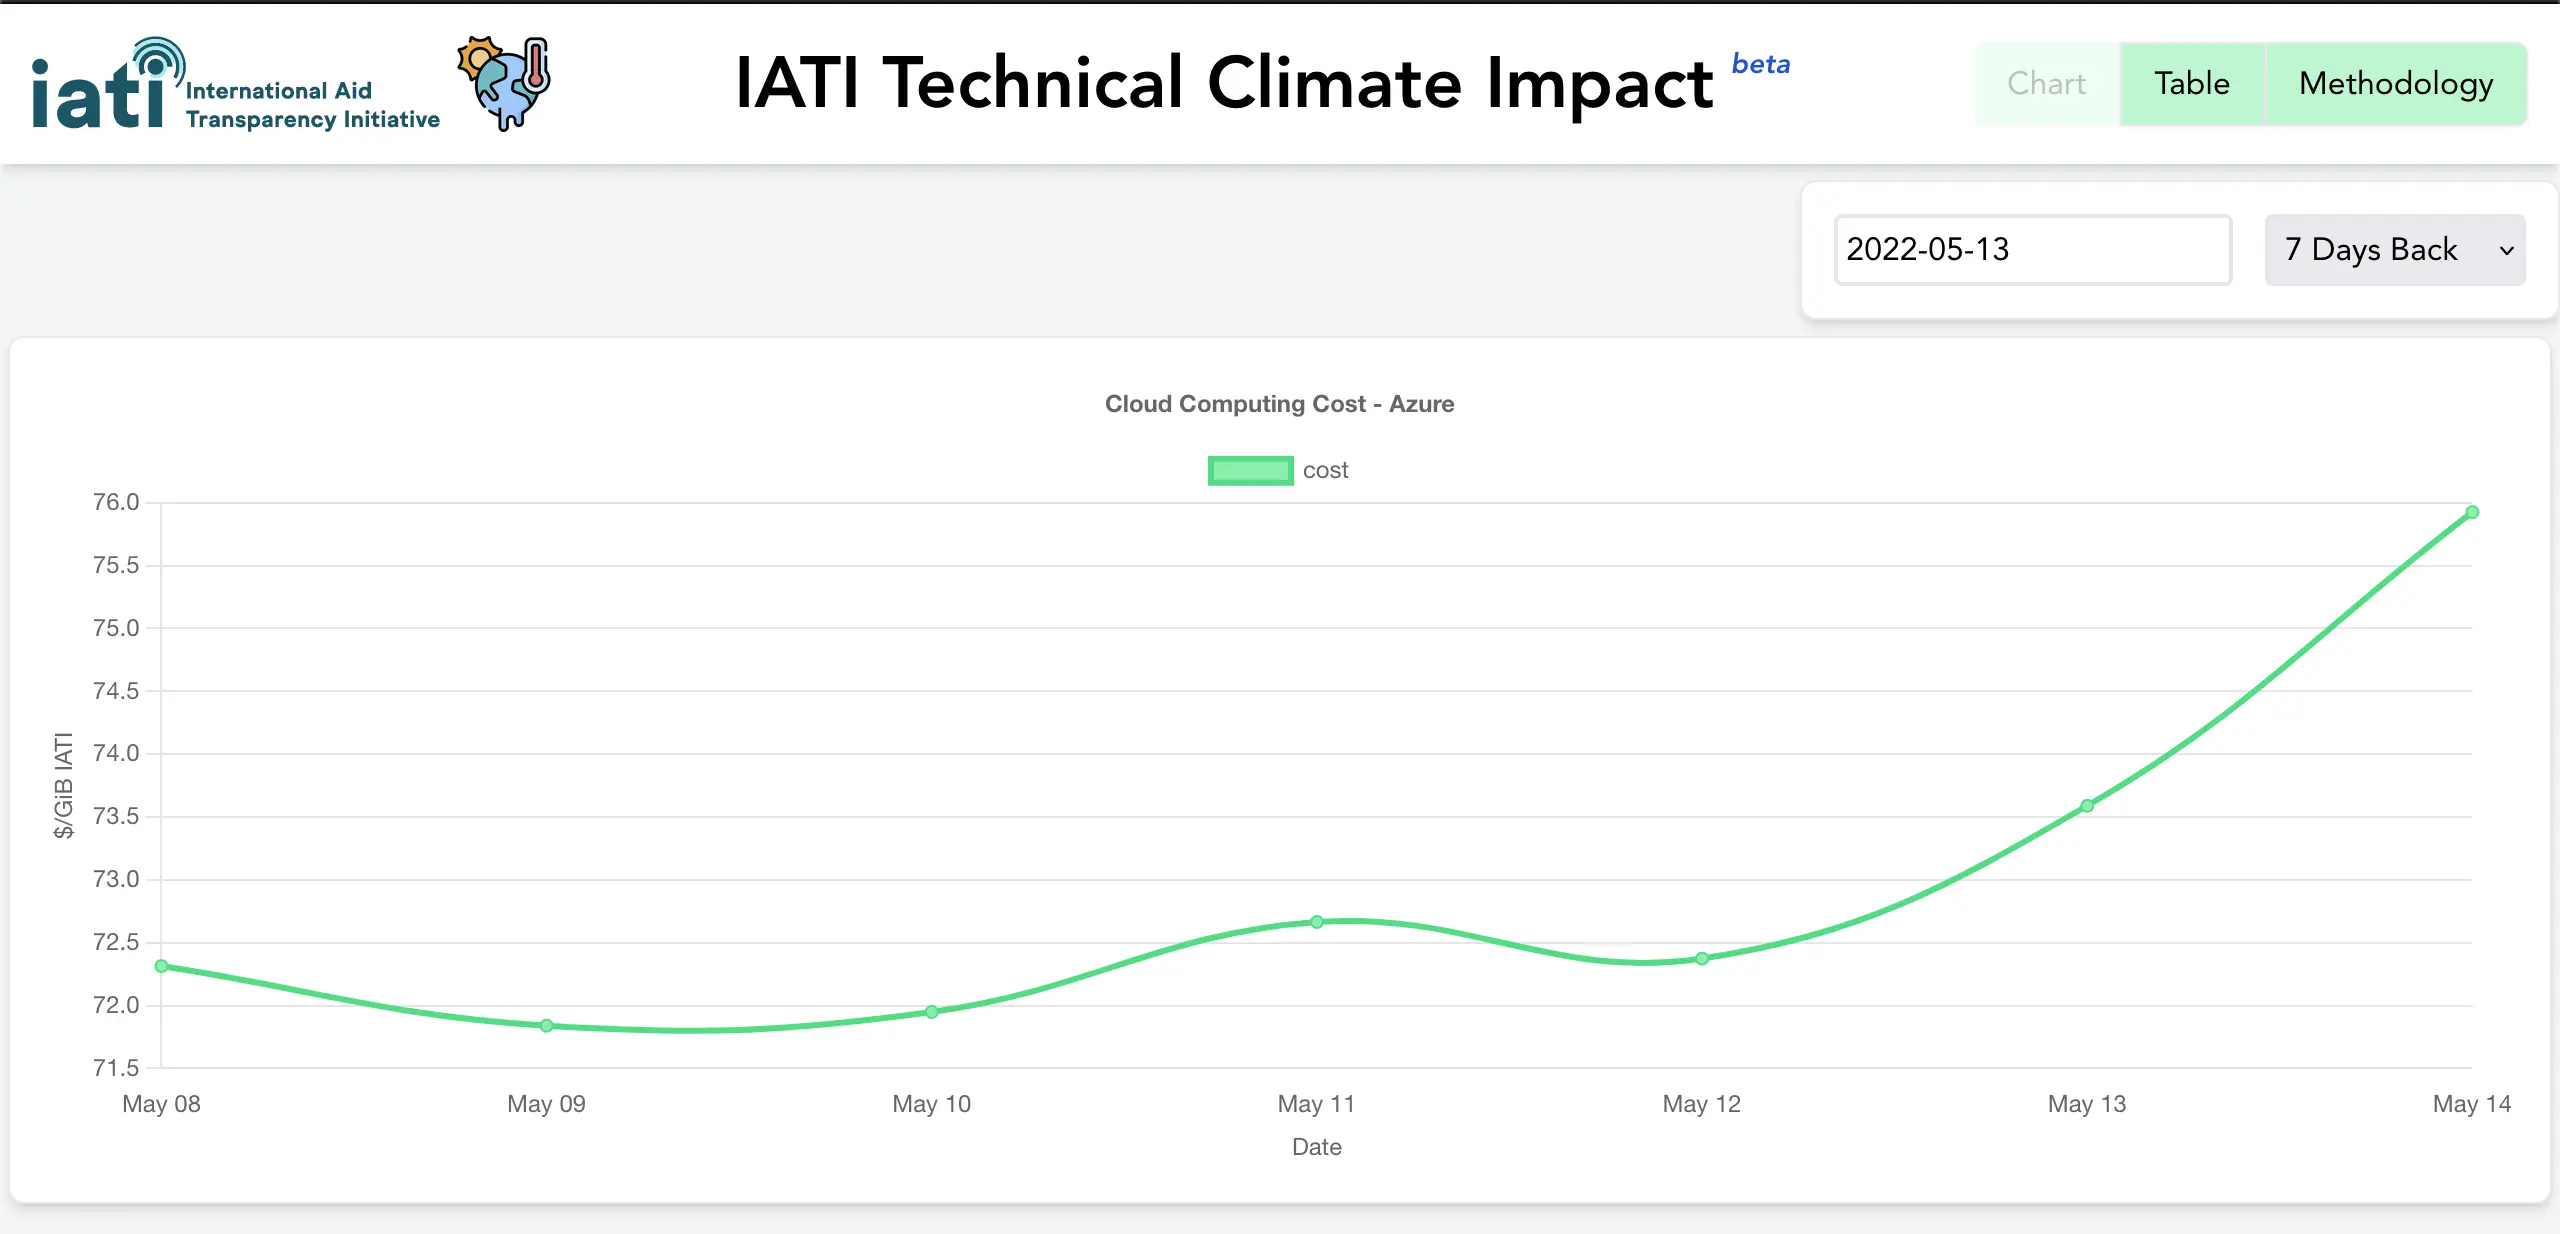 iati International Aid
Transparency Initiative
IATI Technical Climate Impact beta
Chart Table Methodology
2022-05-13 7 Days Back
Cloud Computing Cost - Azure
cost
76.0
75.5
75.0
74.5
74.0
73.5
73.0
72.5
72.0
71.5
$/GiB IATI
May 08 May 09 May 10 May 11 May 12 May 13 May 14
Date